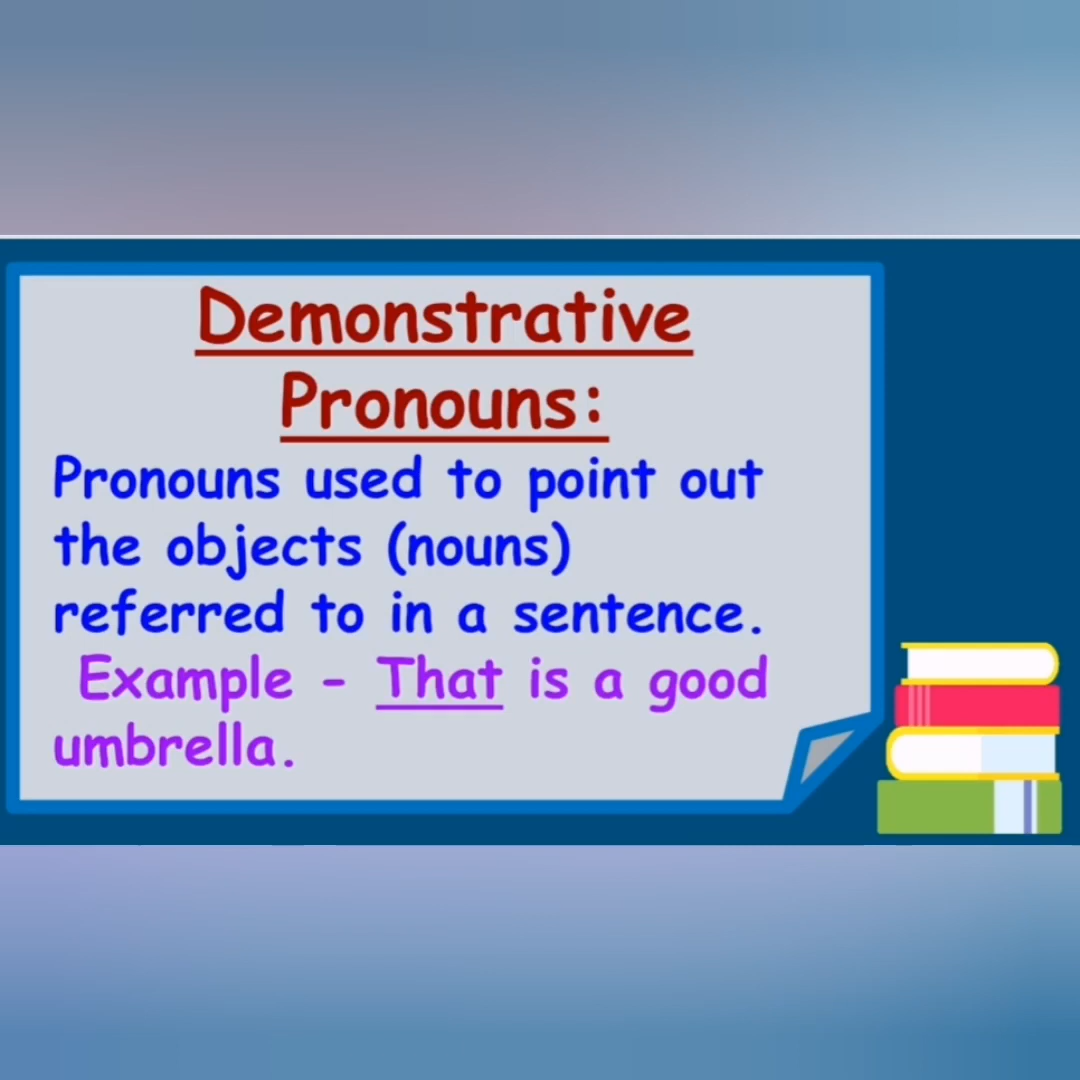 Demonstrative
Pronouns:
Pronouns used to point out
the objects (nouns)
referred to in a sentence.
Example - That is a good
umbrella.